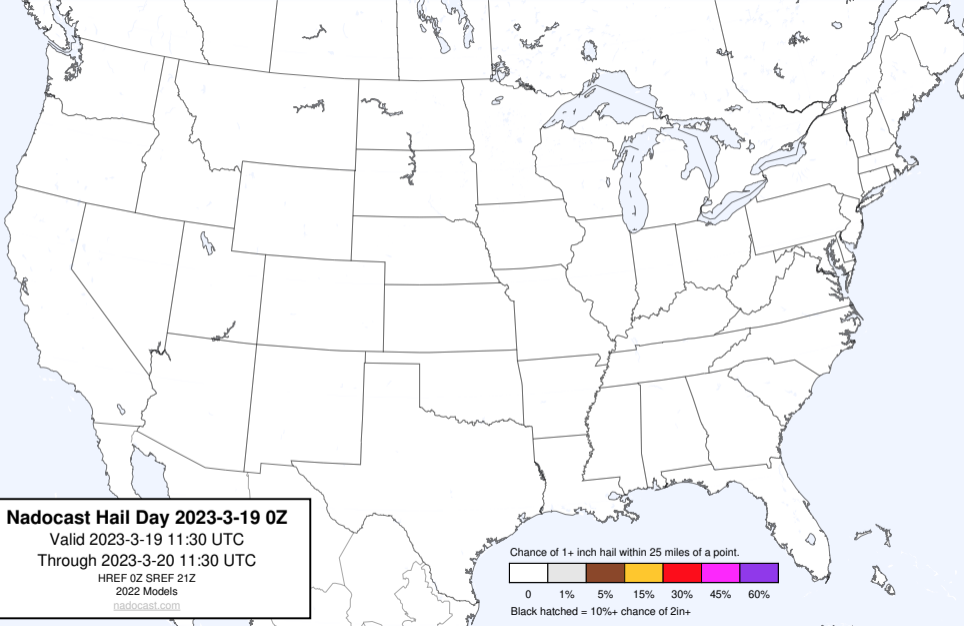 Nadocast Hail Day 2023-3-19 0Z
Valid 2023-3-19 11:30 UTC
Through 2023-3-20 11:30 UTC
HREF 0Z SREF 21Z
2022 Models
nadocast.com
Chance of 1+ inch hail within 25 miles of a point.
0 1% 5% 15% 30% 45% 60%
Black hatched = 10%+ chance of 2in+